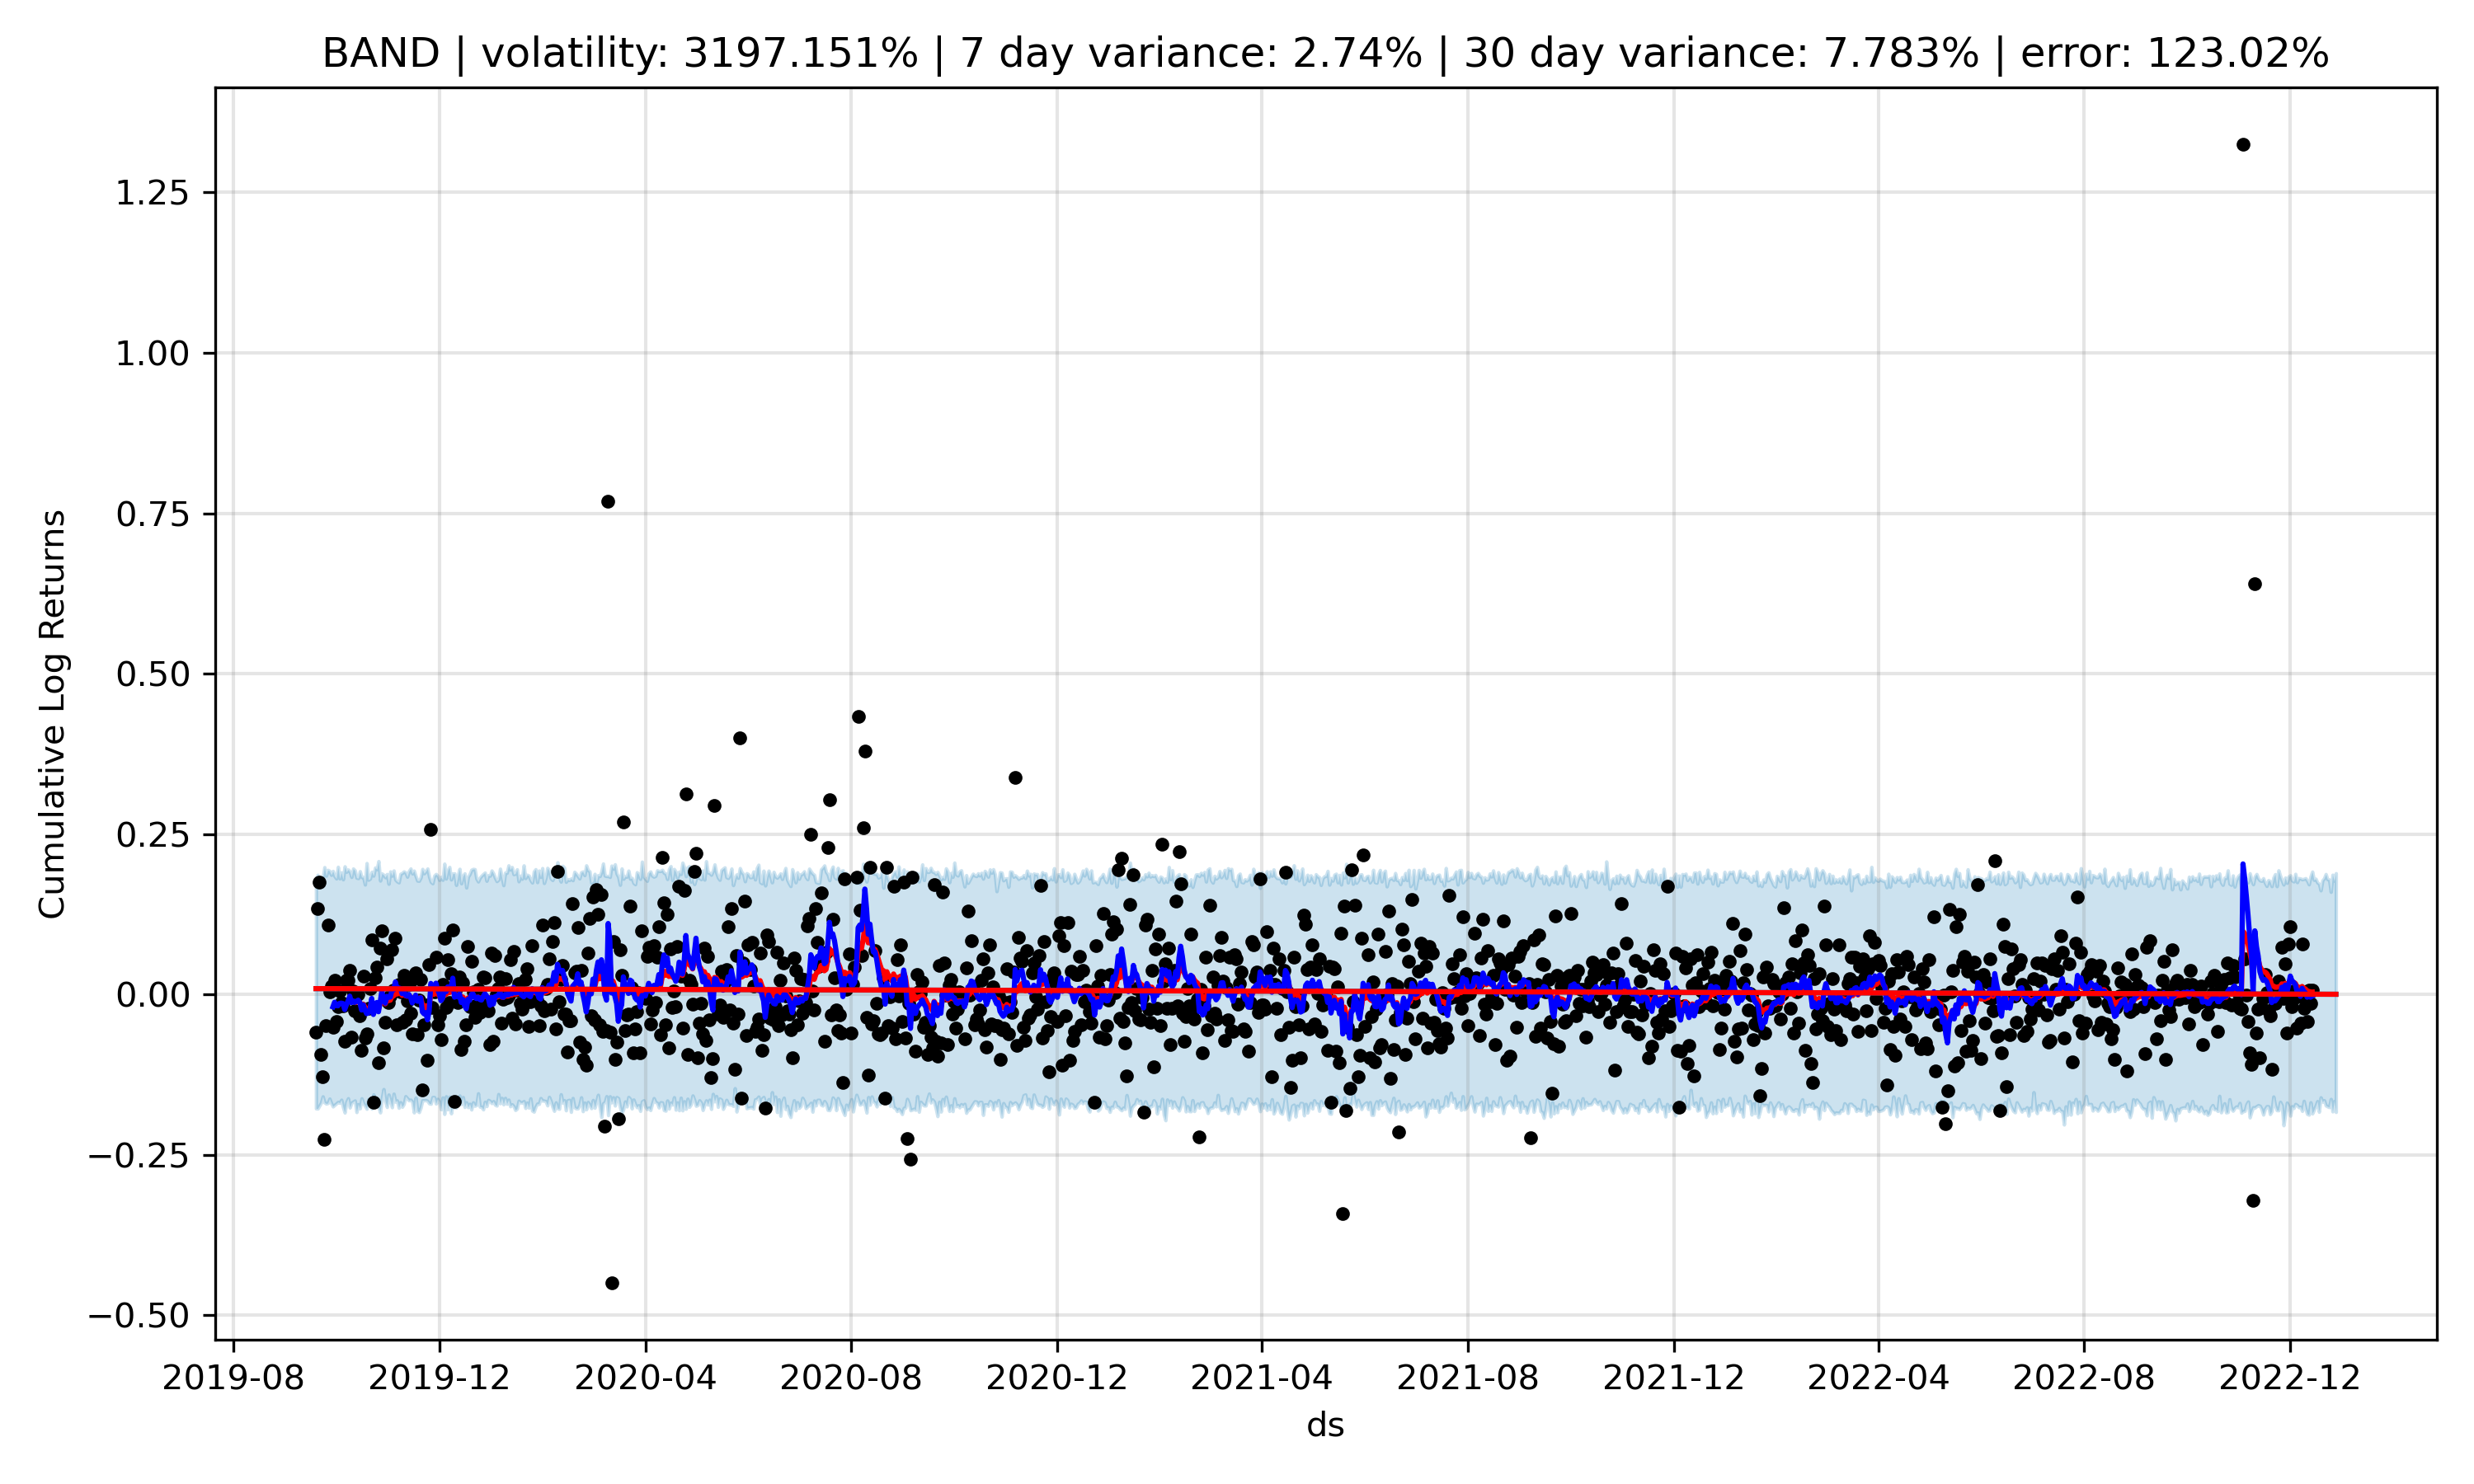 BAND | volatility: 3197.151% | 7 day variance: 2.74% | 30 day variance: 7.783% | error: 123.02%
1.25
1.00
0.75
0.50
0.25
0.00
−0.25
−0.50
Cumulative Log Returns
2019-08 2019-12 2020-04 2020-08 2020-12 2021-04 2021-08 2021-12 2022-04 2022-08 2022-12
ds